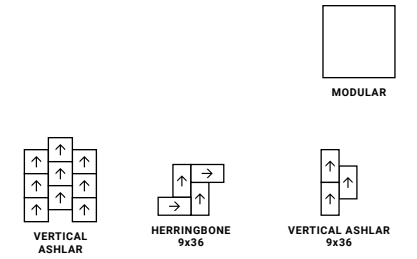 MODULAR
VERTICAL
ASHLAR
HERRINGBONE
9x36
VERTICAL ASHLAR
9x36